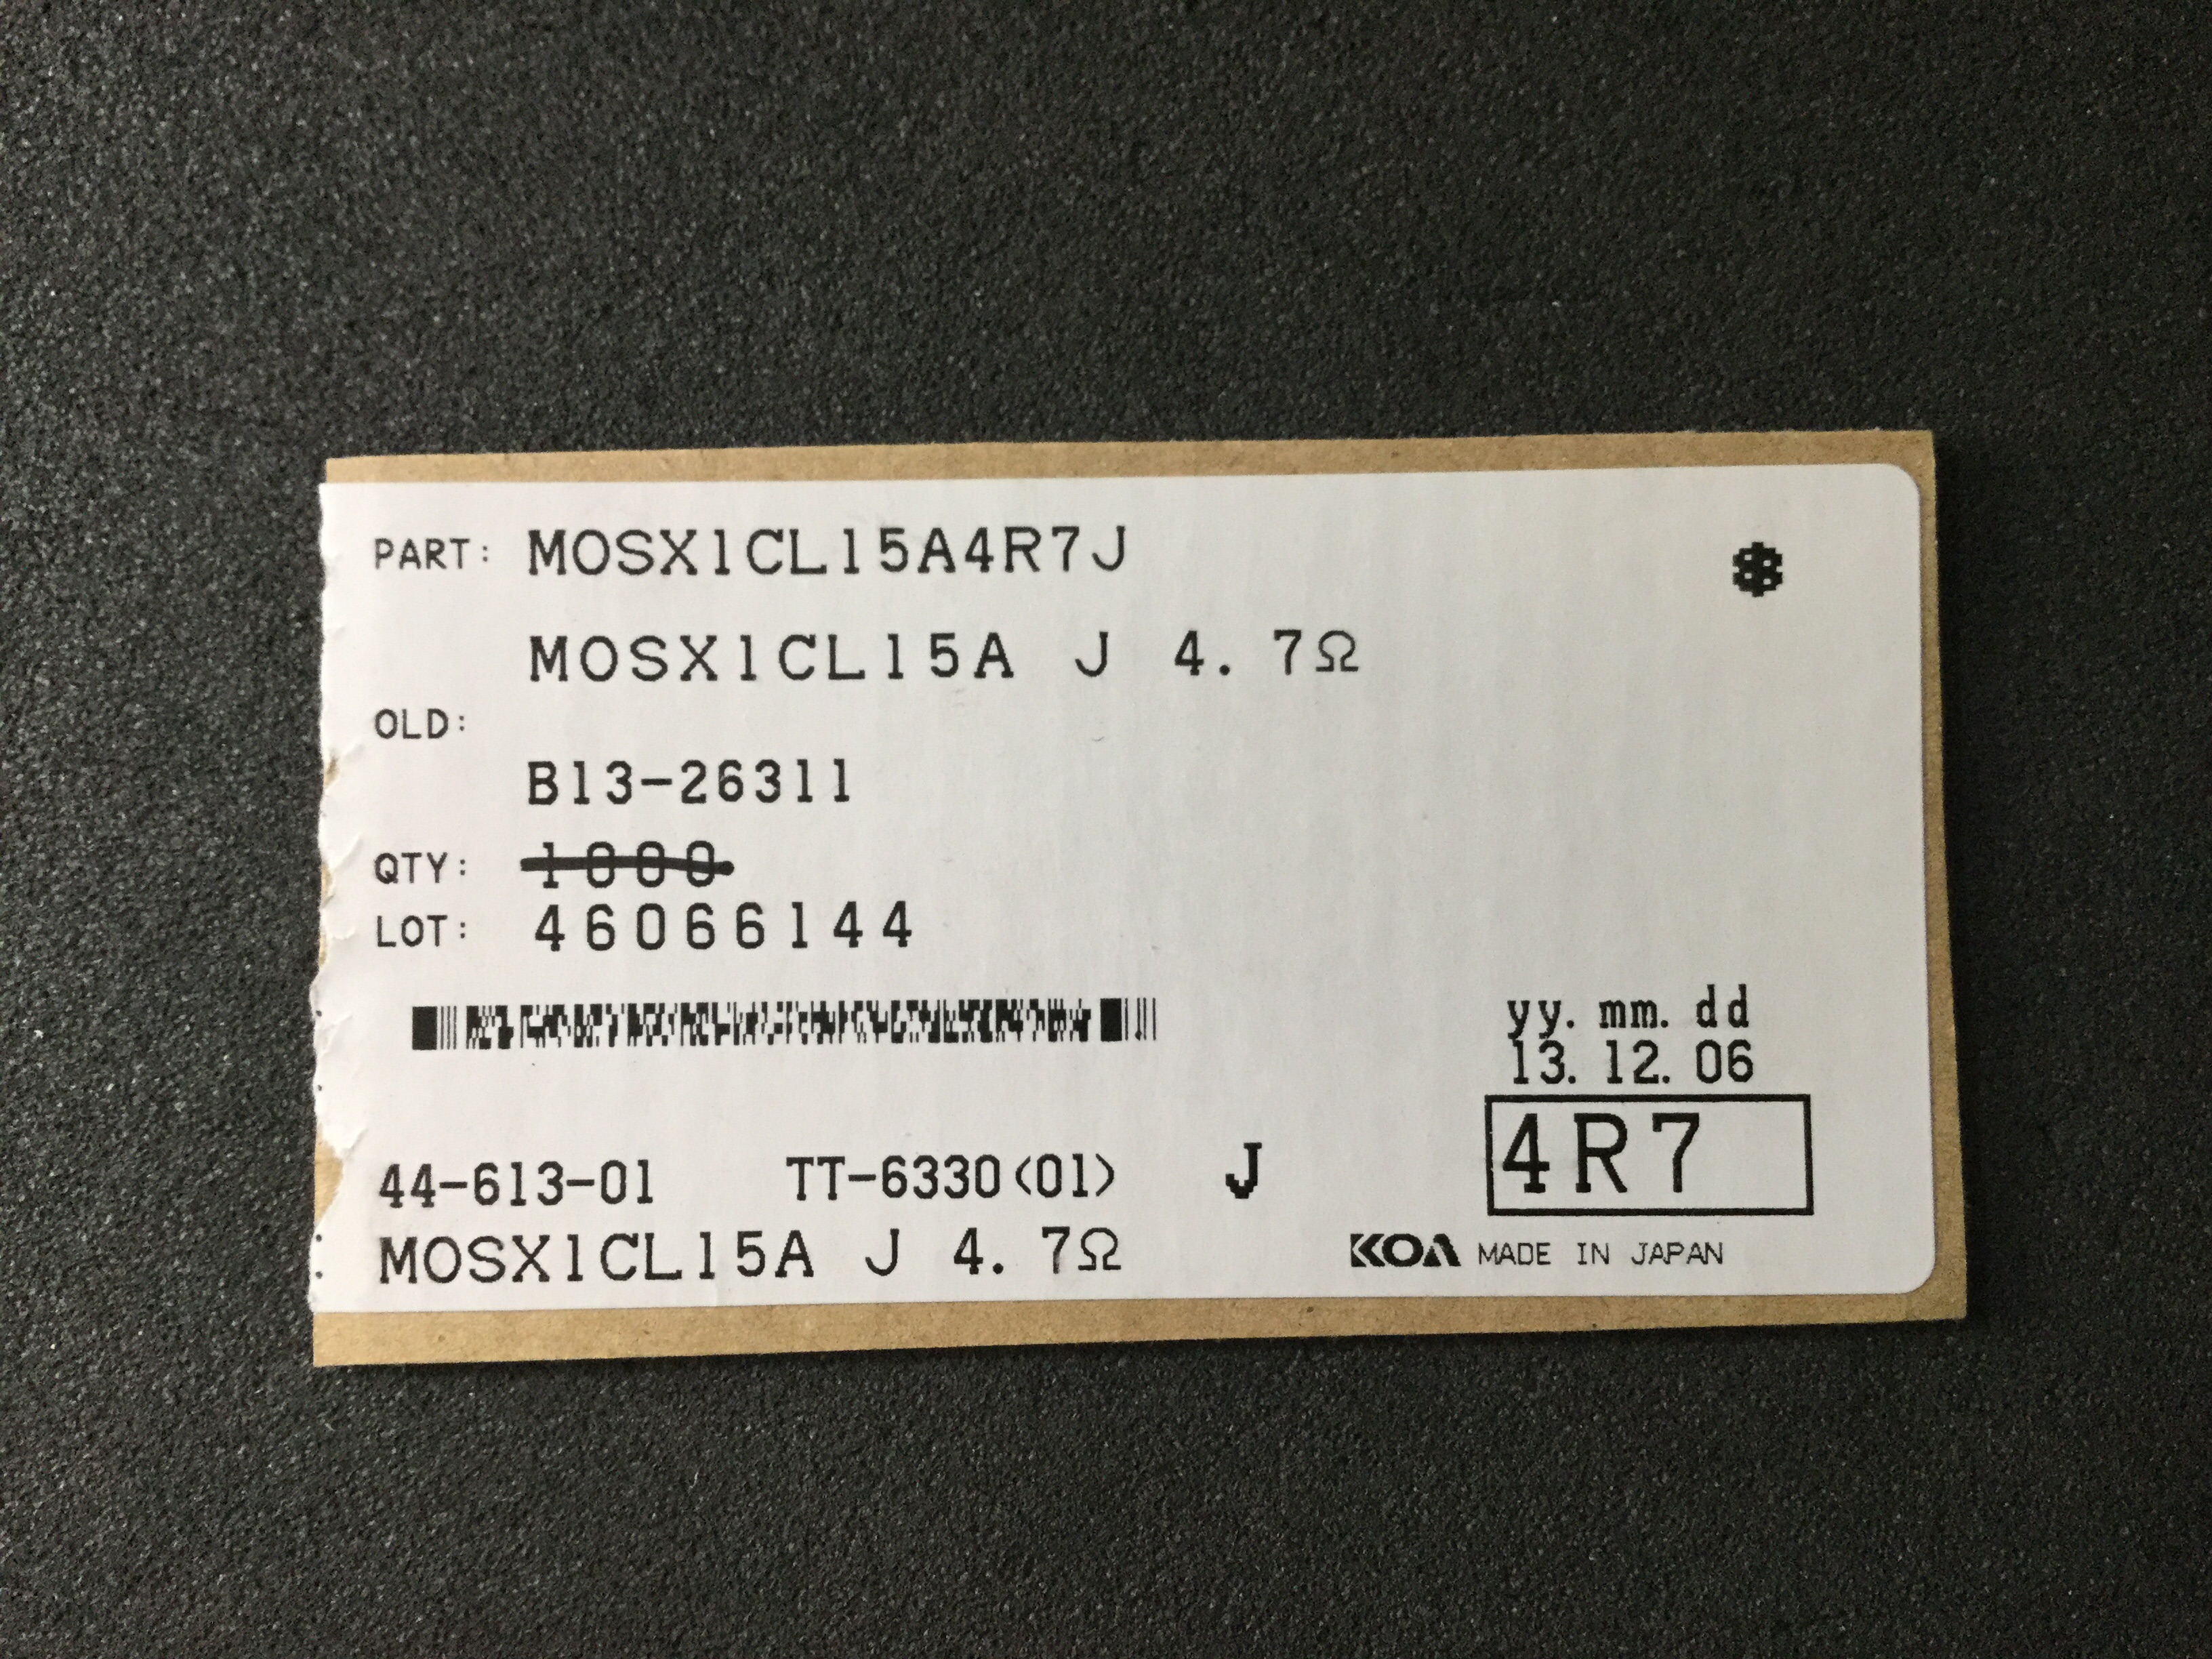 PART: MOSX1CL15A4R7J
MOSX1CL15A J 4.7Ω
OLD:
B13-26311
QTY: 1000
LOT: 46066144
yy. mm. dd
13. 12. 06
4R7
44-613-01 TT-6330(01) J
MOSX1CL15A J 4.7Ω
KOA MADE IN JAPAN